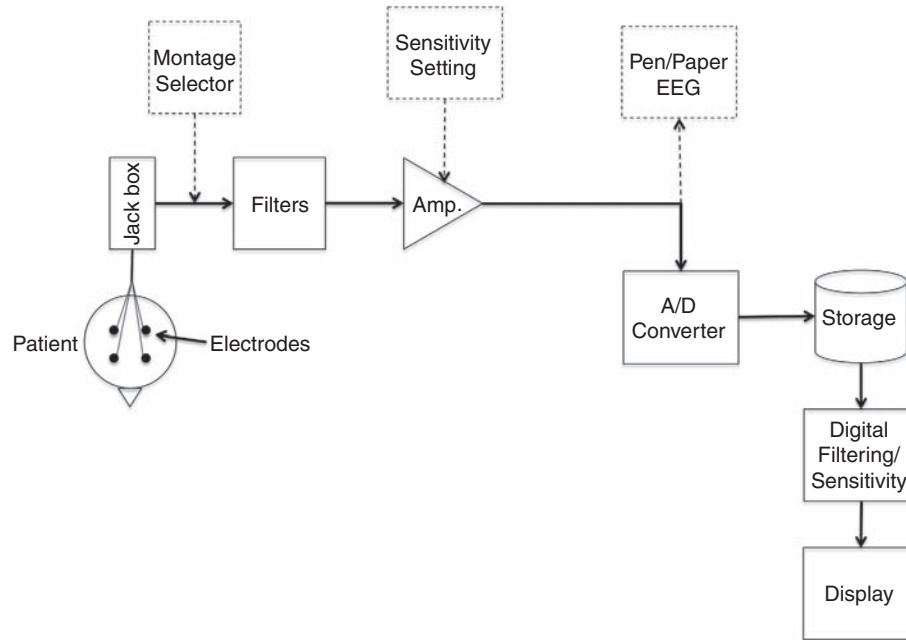 Montage
Selector
Sensitivity
Setting
Pen/Paper
EEG
Jack box
Filters
Amp.
A/D
Converter
Storage
Patient
Electrodes
Digital
Filtering/
Sensitivity
Display